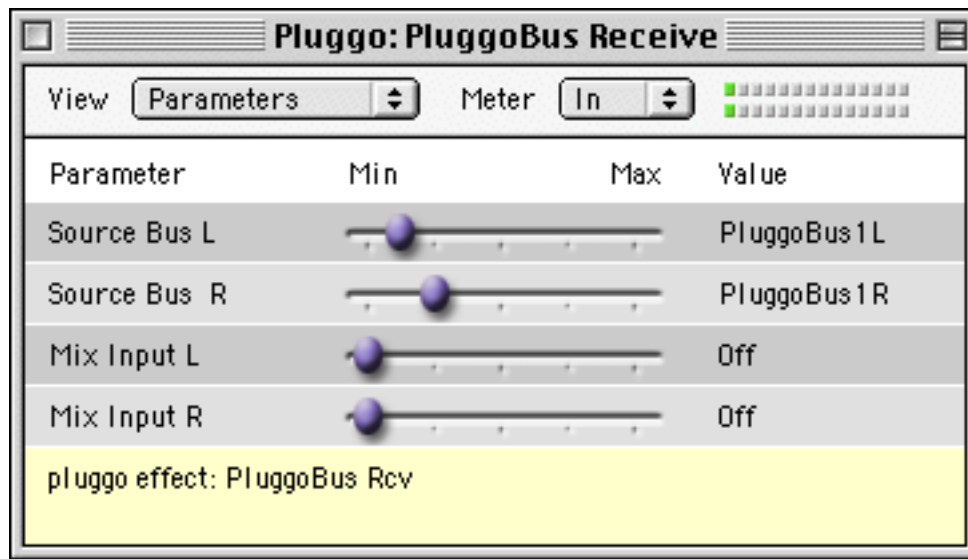 Pluggo: PluggoBus Receive
View Parameters Meter In
Parameter Min Max Value
Source Bus L PluggoBus1L
Source Bus  R PluggoBus1R
Mix Input L Off
Mix Input R Off
pluggo effect: PluggoBus Rcv